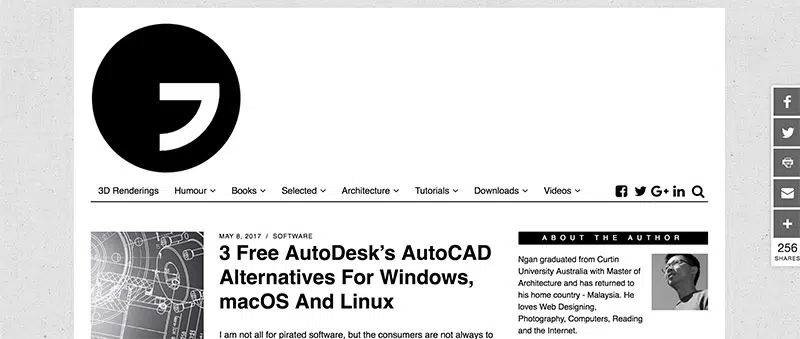 3D Renderings Humour Books Selected Architecture Tutorials Downloads Videos
MAY 8, 2017 / SOFTWARE
3 Free AutoDesk's AutoCAD
Alternatives For Windows,
macOS And Linux
I am not all for pirated software, but the consumers are not always to
ABOUT THE AUTHOR
Ngan graduated from Curtin
University Australia with Master of
Architecture and has returned to
his home country - Malaysia. He
loves Web Designing,
Photography, Computers, Reading
and the Internet.
256
SHARES